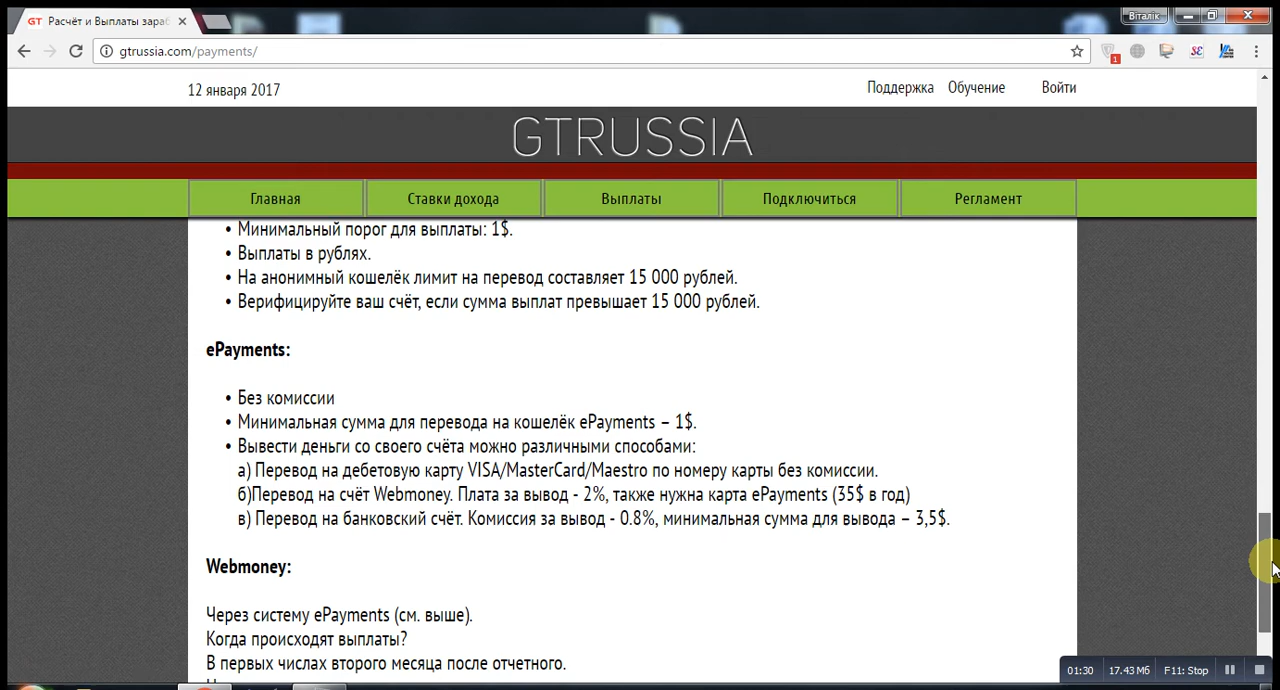 GT Расчёт и Выплаты зараб
Віталік
gtrussia.com/payments/
1
12 января 2017
Поддержка Обучение Войти
GTRUSSIA
Главная Ставки дохода Выплаты Подключиться Регламент
• Минимальный порог для выплаты: 1$.
• Выплаты в рублях.
• На анонимный кошелёк лимит на перевод составляет 15 000 рублей.
• Верифицируйте ваш счёт, если сумма выплат превышает 15 000 рублей.
ePayments:
• Без комиссии
• Минимальная сумма для перевода на кошелёк ePayments – 1$.
• Вывести деньги со своего счёта можно различными способами:
а) Перевод на дебетовую карту VISA/MasterCard/Maestro по номеру карты без комиссии.
б)Перевод на счёт Webmoney. Плата за вывод - 2%, также нужна карта ePayments (35$ в год)
в) Перевод на банковский счёт. Комиссия за вывод - 0.8%, минимальная сумма для вывода – 3,5$.
Webmoney:
Через систему ePayments (см. выше).
Когда происходят выплаты?
В первых числах второго месяца после отчетного.
01:30 17.43 Мб F11: Stop